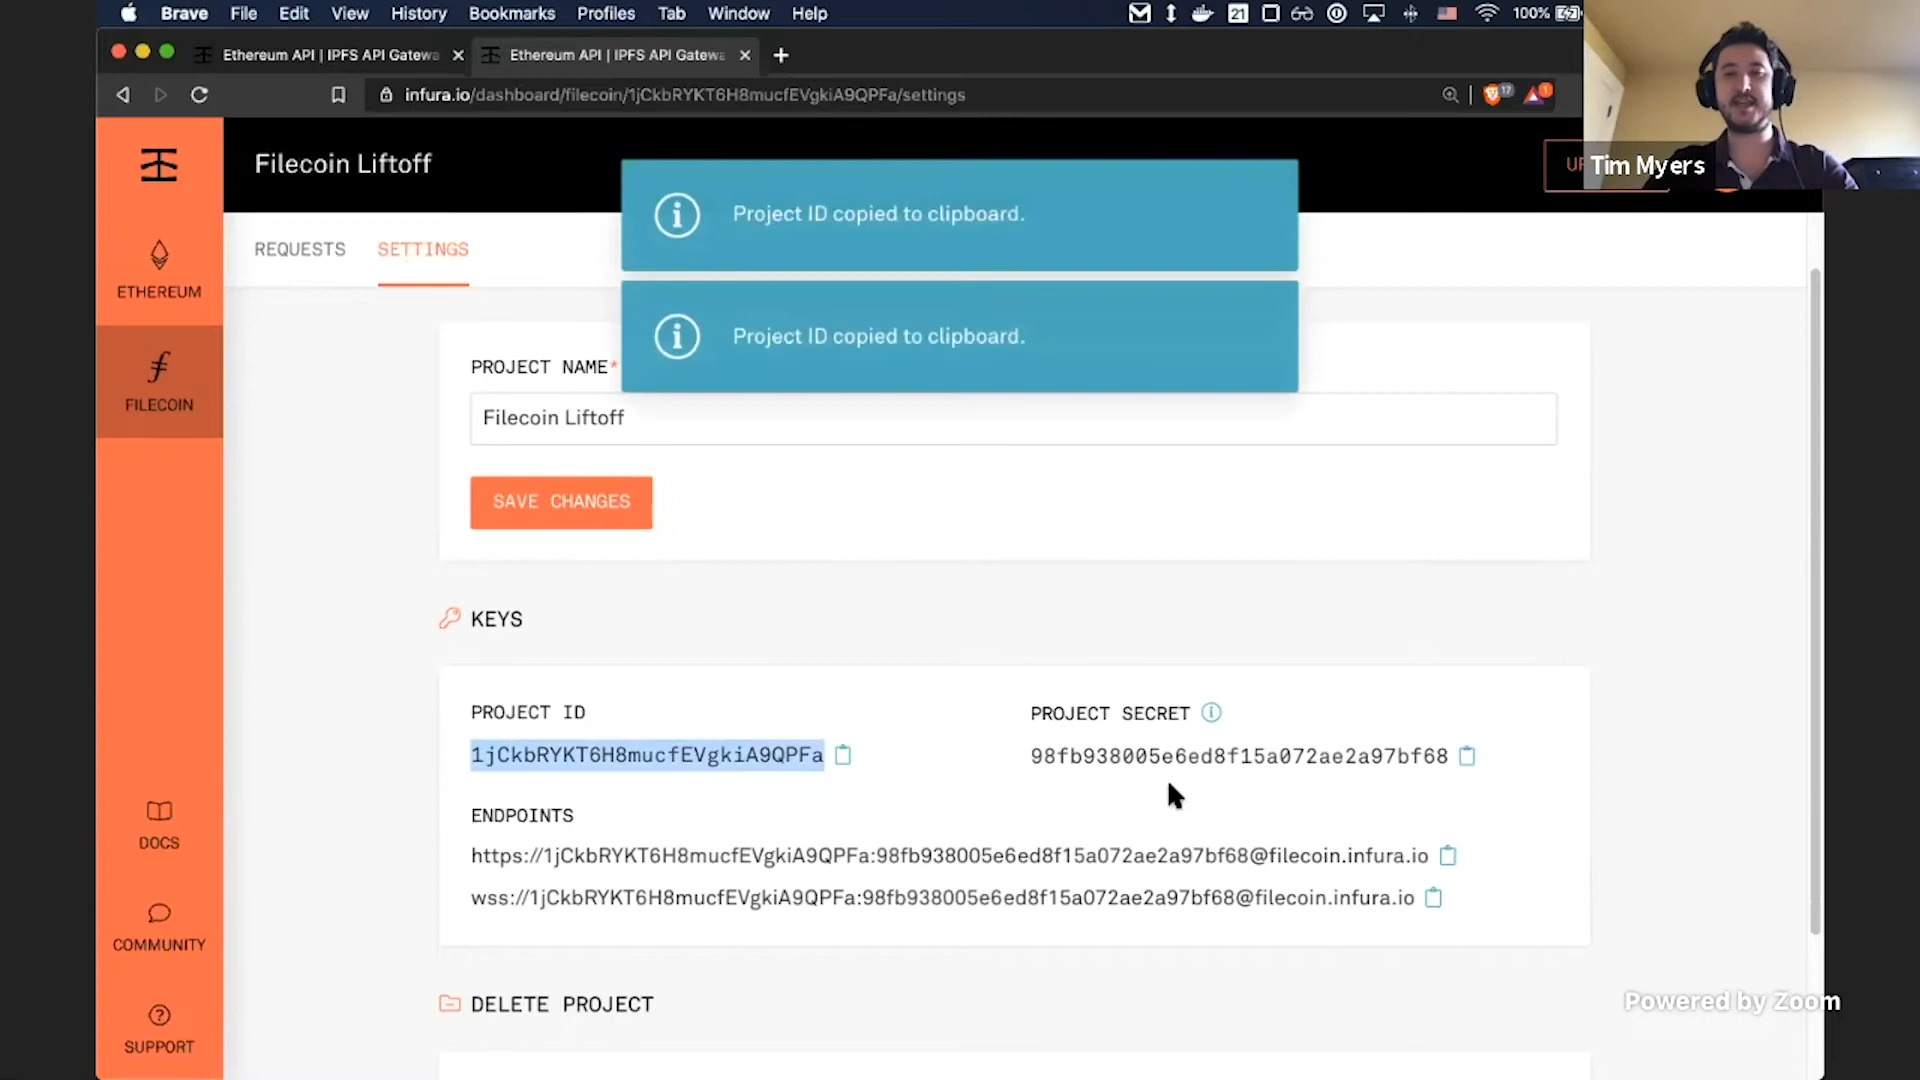 Brave File Edit View History Bookmarks Profiles Tab Window Help 21 100%
Ethereum API | IPFS API Gatewa Ethereum API | IPFS API Gatewa
infura.io/dashboard/filecoin/1jCkbRYKT6H8mucfEVgkiA9QPFa/settings 17 1
Filecoin Liftoff
UP
Tim Myers
Project ID copied to clipboard.
REQUESTS SETTINGS
ETHEREUM
Project ID copied to clipboard.
PROJECT NAME*
FILECOIN
Filecoin Liftoff
SAVE CHANGES
KEYS
PROJECT ID PROJECT SECRET
1jCkbRYKT6H8mucfEVgkiA9QPFa 98fb938005e6ed8f15a072ae2a97bf68
ENDPOINTS
DOCS
https://1jCkbRYKT6H8mucfEVgkiA9QPFa:98fb938005e6ed8f15a072ae2a97bf68@filecoin.infura.io
wss://1jCkbRYKT6H8mucfEVgkiA9QPFa:98fb938005e6ed8f15a072ae2a97bf68@filecoin.infura.io
COMMUNITY
DELETE PROJECT
Powered by Zoom
SUPPORT